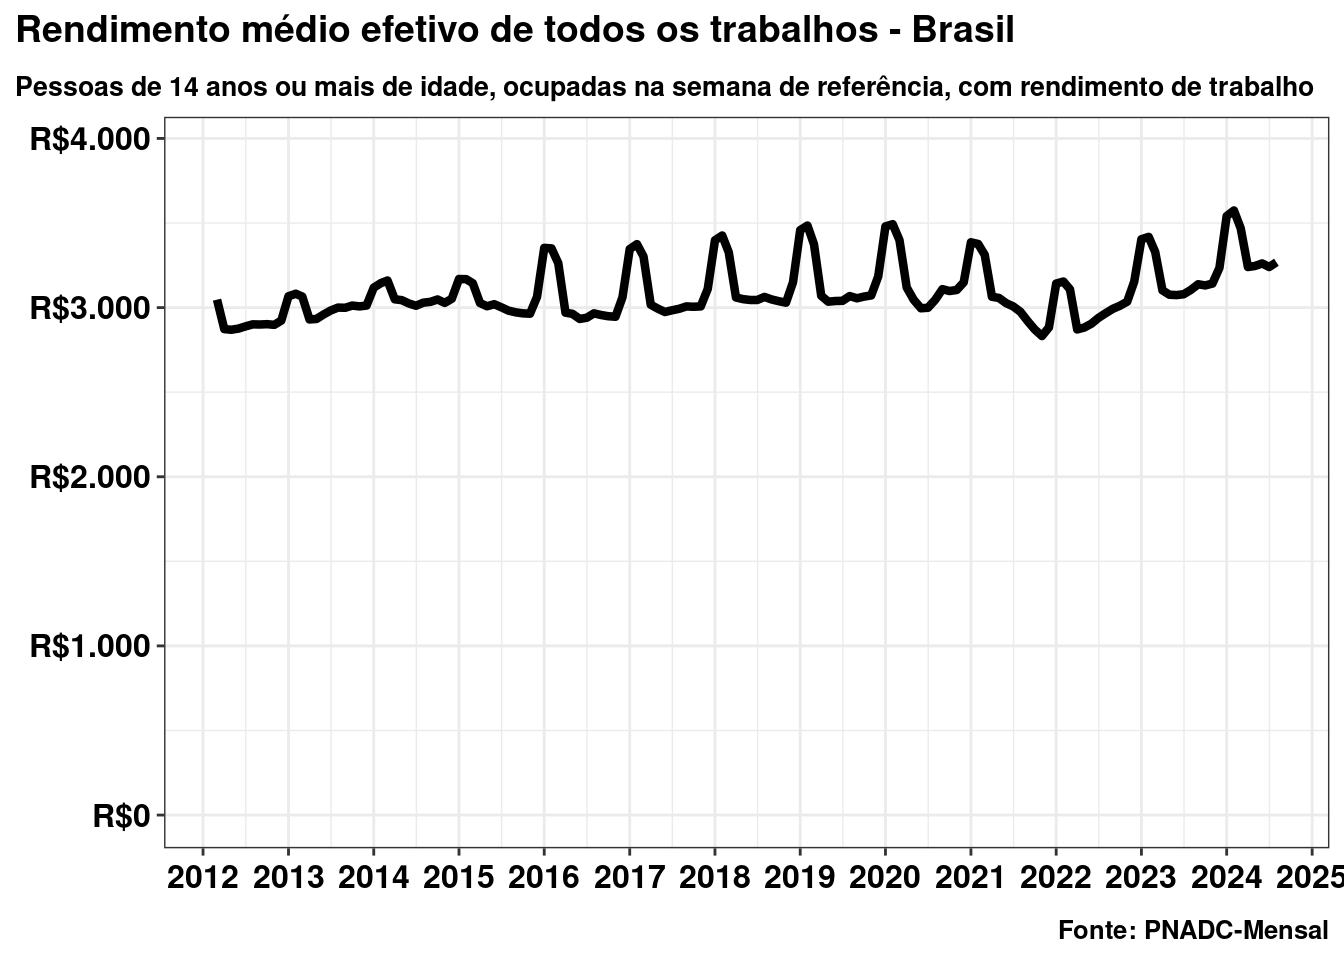 Rendimento médio efetivo de todos os trabalhos - Brasil
Pessoas de 14 anos ou mais de idade, ocupadas na semana de referência, com rendimento de trabalho
R$4.000
R$3.000
R$2.000
R$1.000
R$0
2012 2013 2014 2015 2016 2017 2018 2019 2020 2021 2022 2023 2024 2025
Fonte: PNADC-Mensal